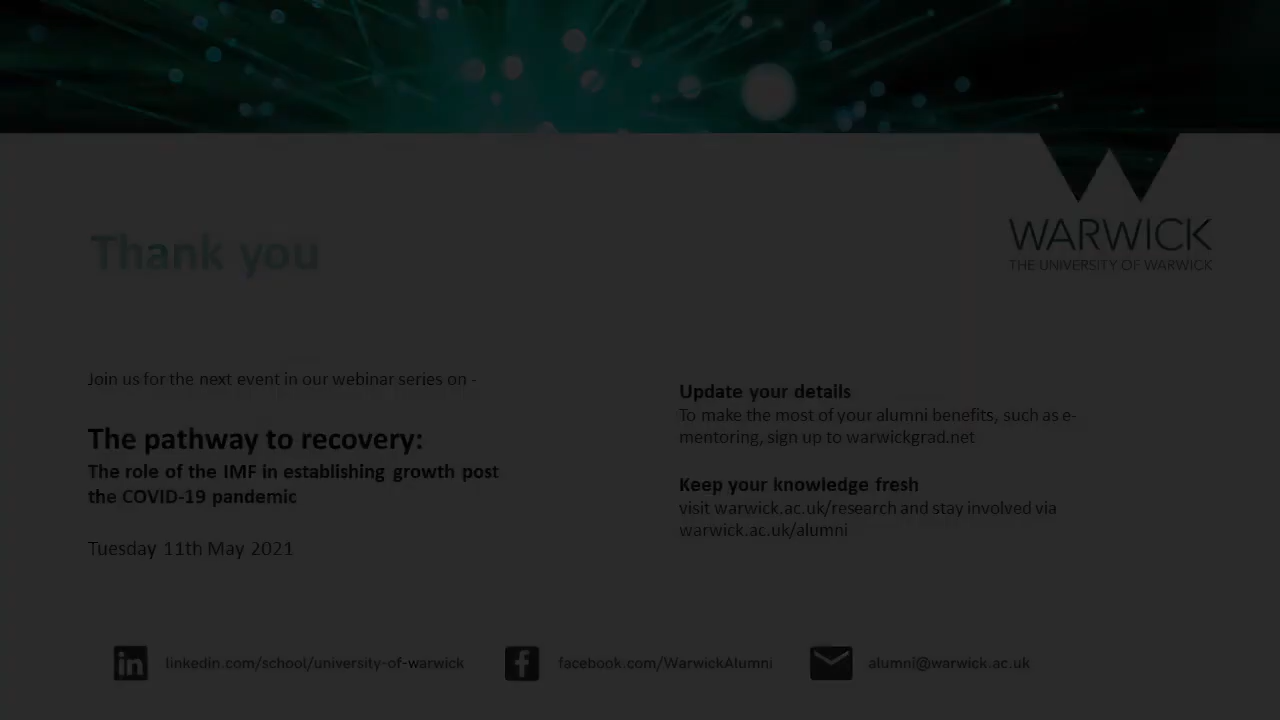 WARWICK
THE UNIVERSITY OF WARWICK
Thank you
Join us for the next event in our webinar series on -
The pathway to recovery:
The role of the IMF in establishing growth post
the COVID-19 pandemic
Tuesday 11th May 2021
Update your details
To make the most of your alumni benefits, such as e-
mentoring, sign up to warwickgrad.net
Keep your knowledge fresh
visit warwick.ac.uk/research and stay involved via
warwick.ac.uk/alumni
in
linkedin.com/school/university-of-warwick
f
facebook.com/WarwickAlumni
alumni@warwick.ac.uk